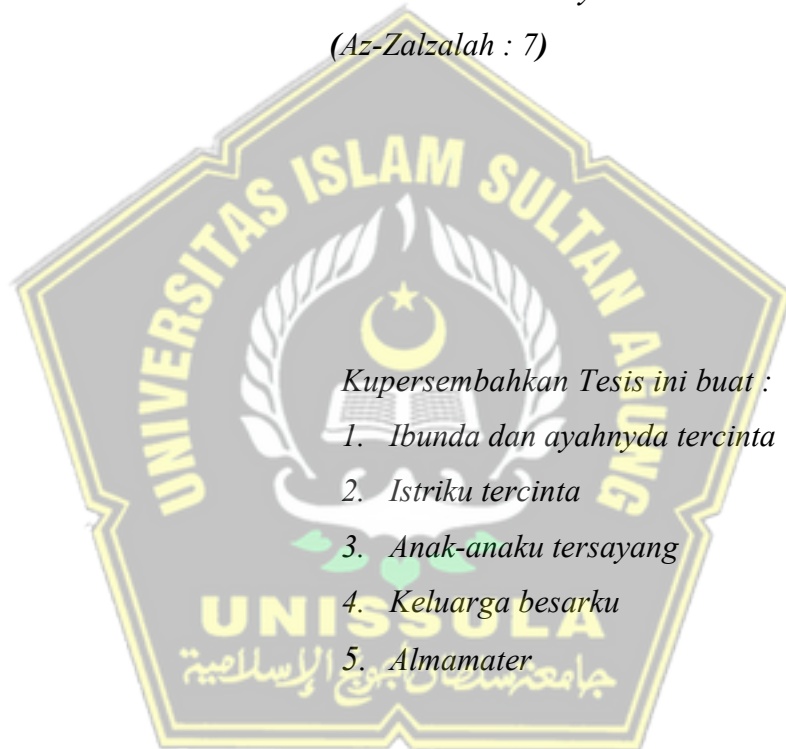 (Az-Zalzalah : 7)
UNIVERSITAS ISLAM SULTAN AGUNG
Kupersembahkan Tesis ini buat :
1. Ibunda dan ayahnyda tercinta
2. Istriku tercinta
3. Anak-anaku tersayang
4. Keluarga besarku
5. Almamater
UNISSULA
جامعة سلطان أجونج الإسلامية